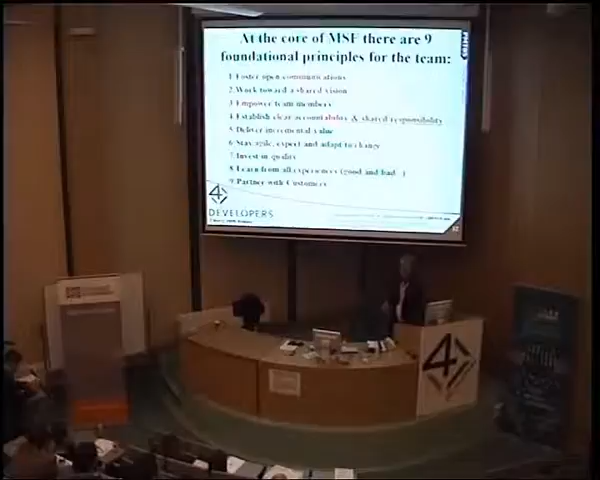 At the core of MSF there are 9
foundational principles for the team:
1 Foster open communications
2 Work toward a shared vision
3 Empower team members
4 Establish clear accountability & shared responsibility
5 Deliver incremental value
6 Stay agile, expect and adapt to change
7 Invest in quality
8 Learn from all experiences (good and bad...)
9 Partner with Customers
4
DEVELOPERS
32
4